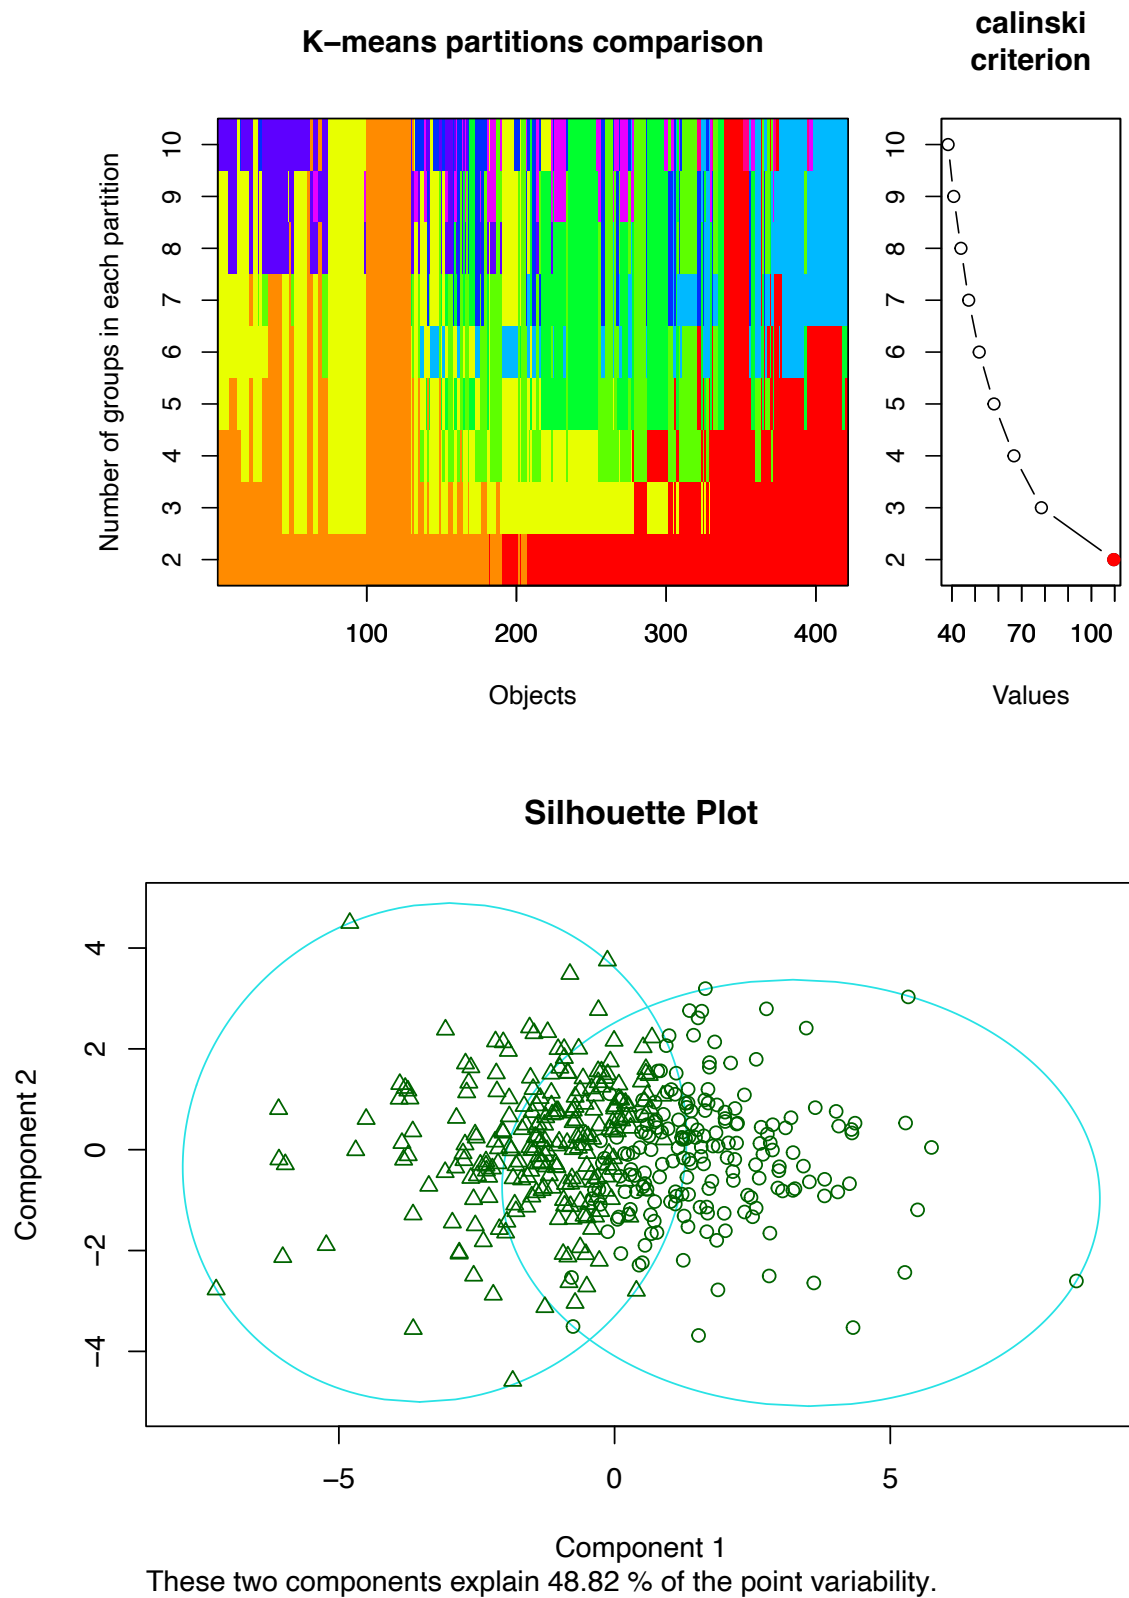 K−means partitions comparison
calinski
criterion
Number of groups in each partition
10
9
8
7
6
5
4
3
2
100 200 300 400
Objects
10
9
8
7
6
5
4
3
2
40 70 100
Values
Silhouette Plot
Component 2
4
2
0
−2
−4
−5 0 5
Component 1
These two components explain 48.82 % of the point variability.